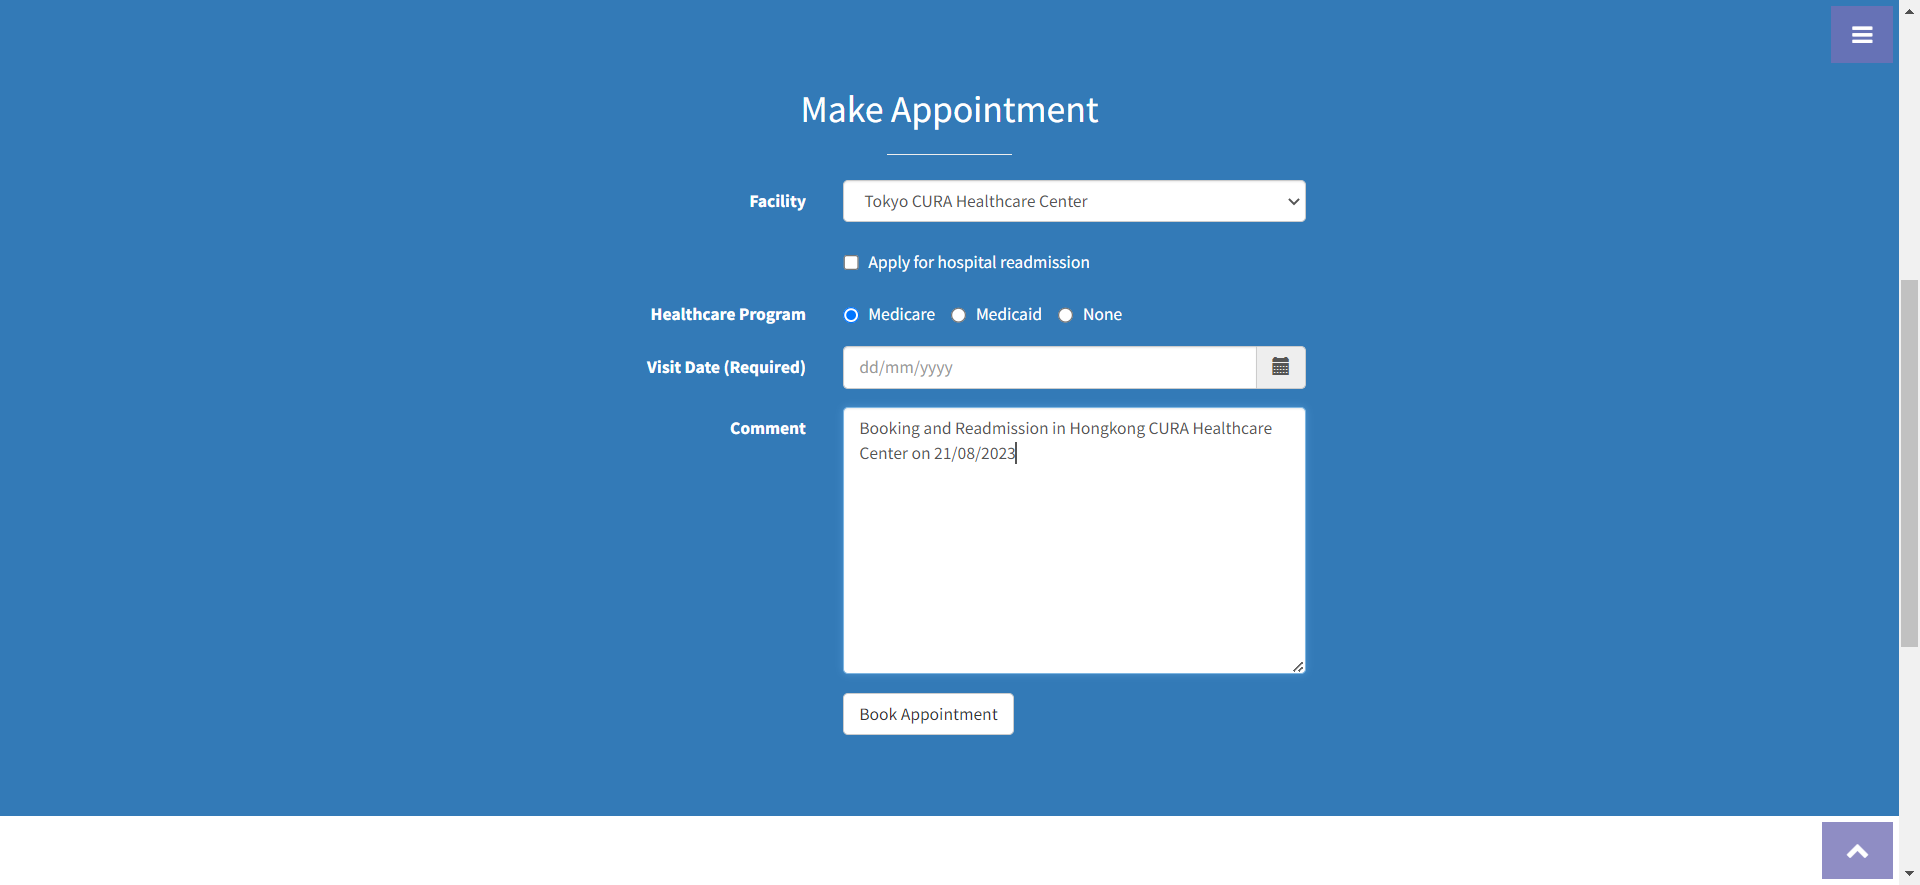 Make Appointment
Facility
Tokyo CURA Healthcare Center
Apply for hospital readmission
Healthcare Program
Medicare
Medicaid
None
Visit Date (Required)
dd/mm/yyyy
Comment
Booking and Readmission in Hongkong CURA Healthcare
Center on 21/08/2023
Book Appointment